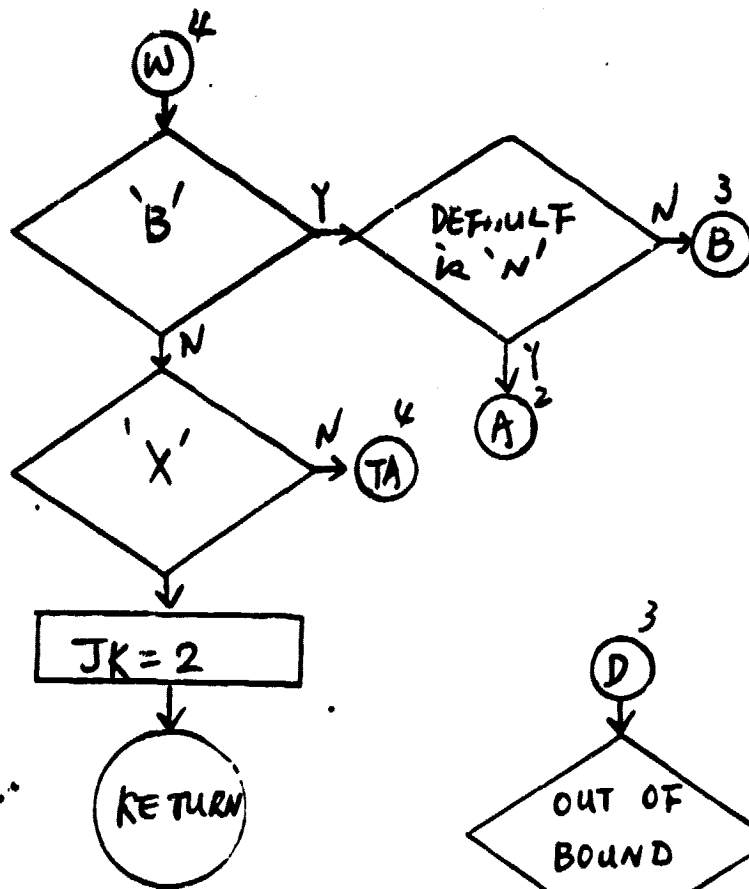 4
W
'B'
Y
DEFAULT
is 'N'
N
3
B
N
Y
2
A
'X'
N
4
TA
JK = 2
RETURN
3
D
OUT OF
BOUND